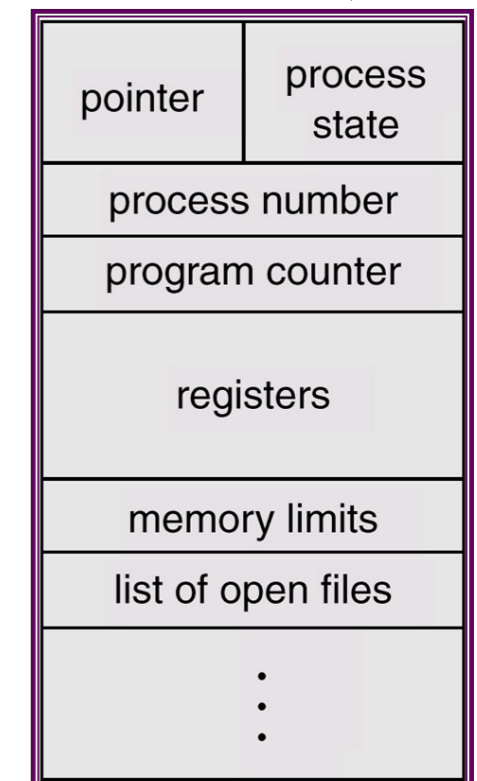 pointer
process
state
process number
program counter
registers
memory limits
list of open files